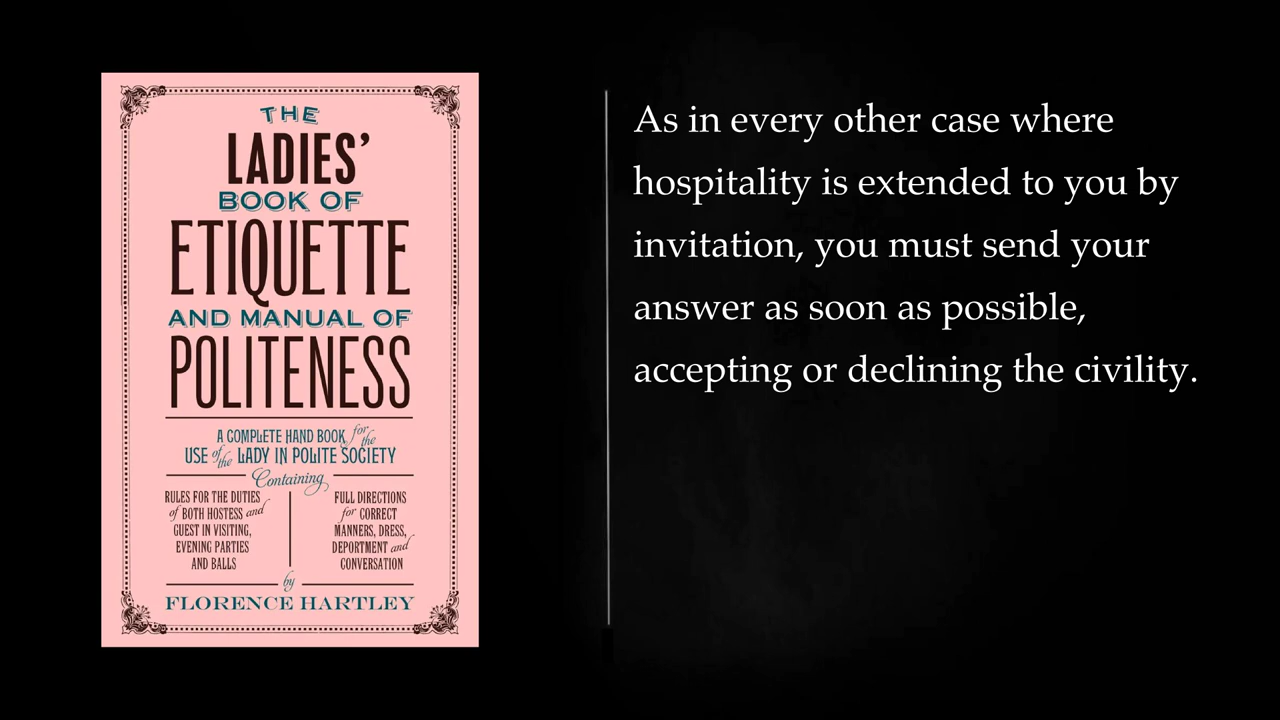 THE
LADIES'
BOOK OF
ETIQUETTE
AND MANUAL OF
POLITENESS
A COMPLETE HAND BOOK for the
USE of the LADY IN POLITE SOCIETY
Containing
RULES FOR THE DUTIES
of BOTH HOSTESS and
GUEST IN VISITING,
EVENING PARTIES
AND BALLS
FULL DIRECTIONS
for CORRECT
MANNERS, DRESS,
DEPORTMENT and
CONVERSATION
by
FLORENCE HARTLEY
As in every other case where
hospitality is extended to you by
invitation, you must send your
answer as soon as possible,
accepting or declining the civility.